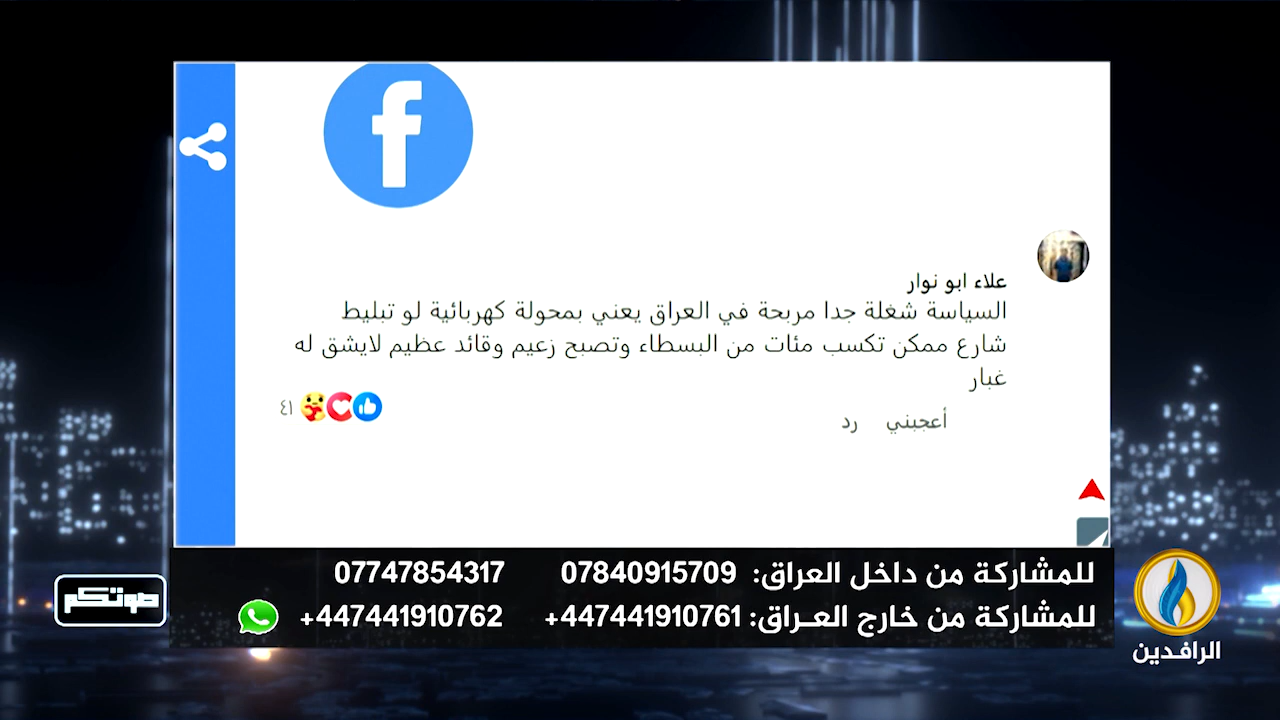 علاء ابو نوار
السياسة شغلة جدا مربحة في العراق يعني بمحولة كهربائية لو تبليط
شارع ممكن تكسب مئات من البسطاء وتصبح زعيم وقائد عظيم لايشق له
غبار
٤١
أعجبني رد
للمشاركة من داخل العراق: 07840915709 07747854317
للمشاركة من خارج العـراق: 447441910761+ 447441910762+
صوتكم
الرافدين